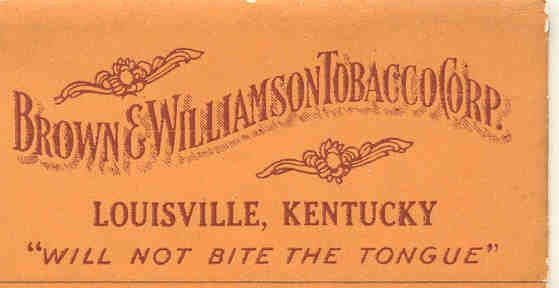 BROWN & WILLIAMSON TOBACCO CORP.
LOUISVILLE, KENTUCKY
"WILL NOT BITE THE TONGUE"